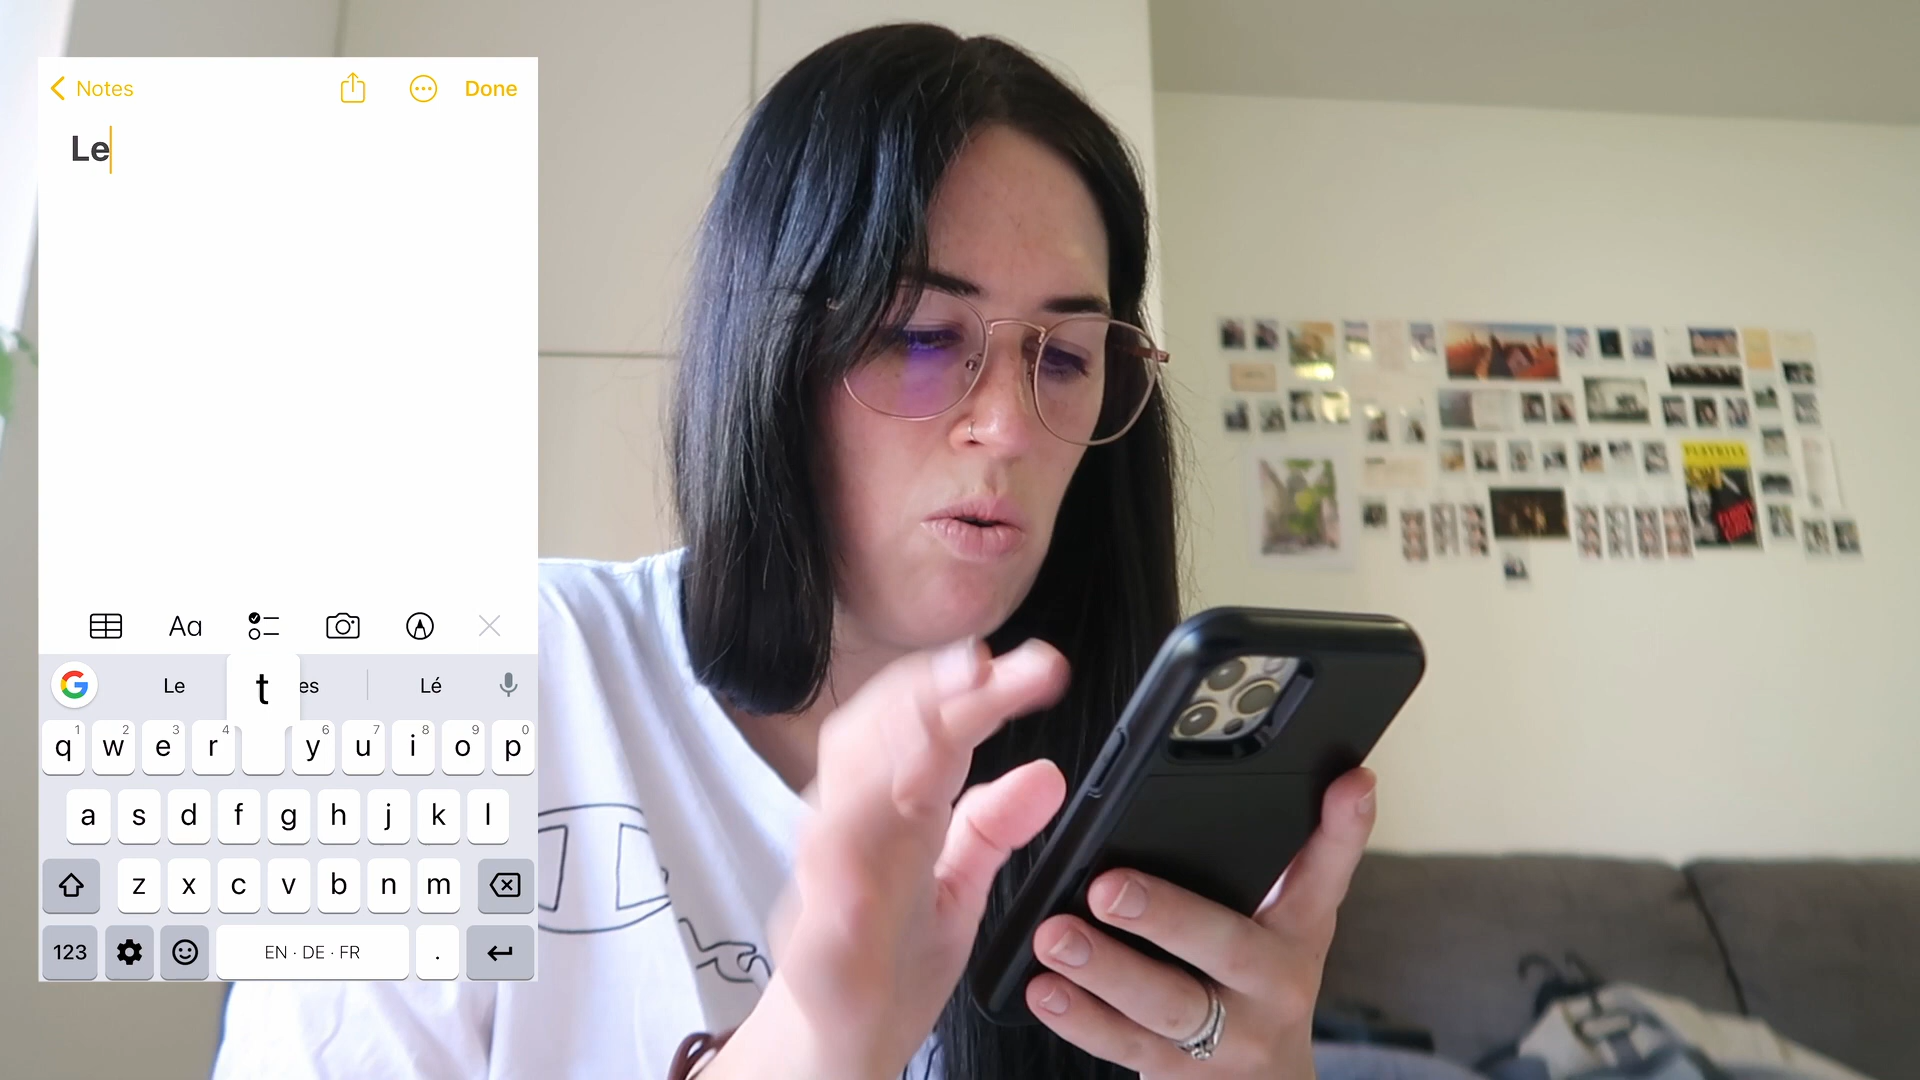 Notes
Done
Le
Aa
Le
t
es
Lé
1 2 3 4 6 7 8 9 0
q w e r y u i o p
a s d f g h j k l
z x c v b n m
123
EN · DE · FR
.
PLAYBILL